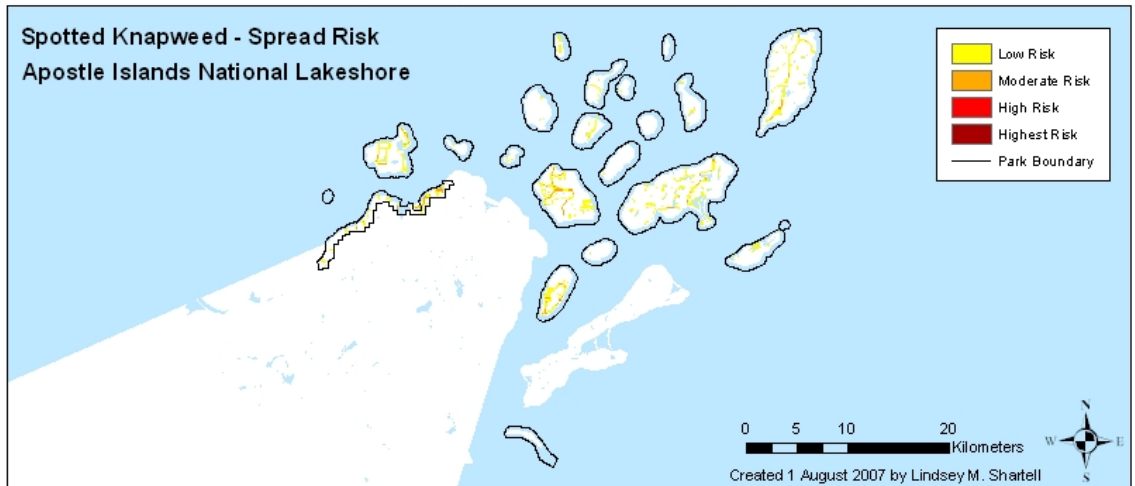 Spotted Knapweed - Spread Risk
Apostle Islands National Lakeshore
Low Risk
Moderate Risk
High Risk
Highest Risk
Park Boundary
0 5 10 20
Kilometers
Created 1 August 2007 by Lindsey M. Shartell
N
W E
S